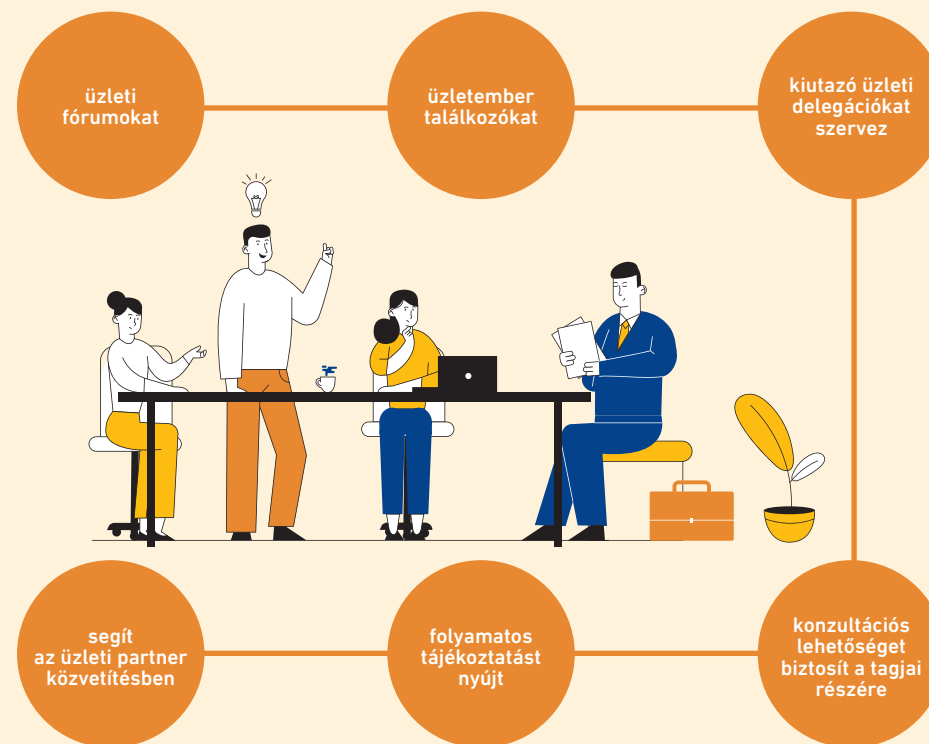 üzleti
fórumokat
üzletember
találkozókat
kiutazó üzleti
delegációkat
szervez
segít
az üzleti partner
közvetítésben
folyamatos
tájékoztatást
nyújt
konzultációs
lehetőséget
biztosít a tagjai
részére